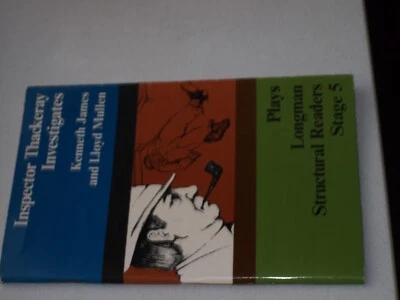 Inspector Thackeray
Investigates
Kenneth James
and Lloyd Mullen
Plays
Longman
Structural Readers
Stage 5